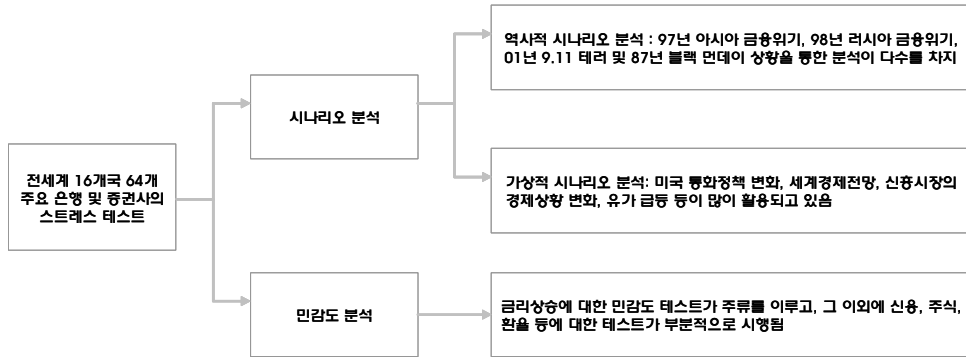 전세계 16개국 64개
주요 은행 및 증권사의
스트레스 테스트
시나리오 분석
역사적 시나리오 분석 : 97년 아시아 금융위기, 98년 러시아 금융위기,
01년 9.11 테러 및 87년 블랙 먼데이 상황을 통한 분석이 다수를 차지
가상적 시나리오 분석: 미국 통화정책 변화, 세계경제전망, 신흥시장의
경제상황 변화, 유가 급등 등이 많이 활용되고 있음
민감도 분석
금리상승에 대한 민감도 테스트가 주류를 이루고, 그 이외에 신용, 주식,
환율 등에 대한 테스트가 부분적으로 시행됨